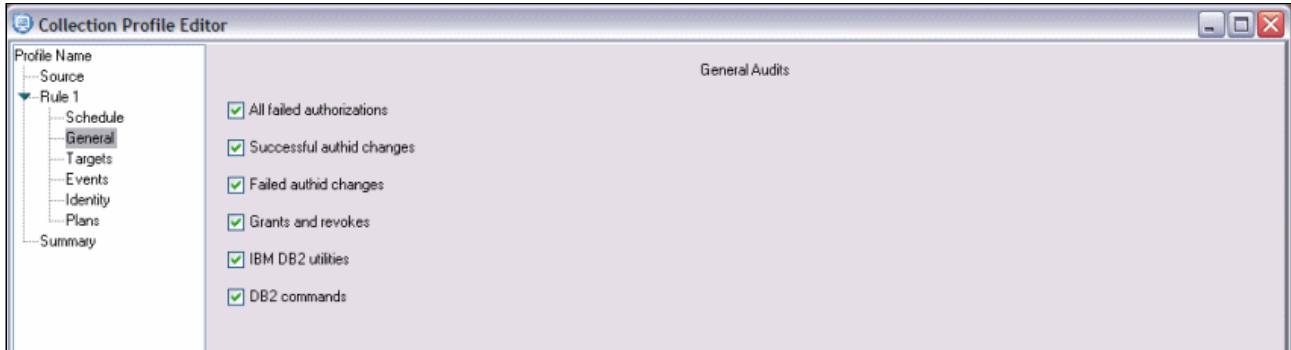 Collection Profile Editor
Profile Name
Source
Rule 1
Schedule
General
Targets
Events
Identity
Plans
Summary
General Audits
All failed authorizations
Successful authid changes
Failed authid changes
Grants and revokes
IBM DB2 utilities
DB2 commands